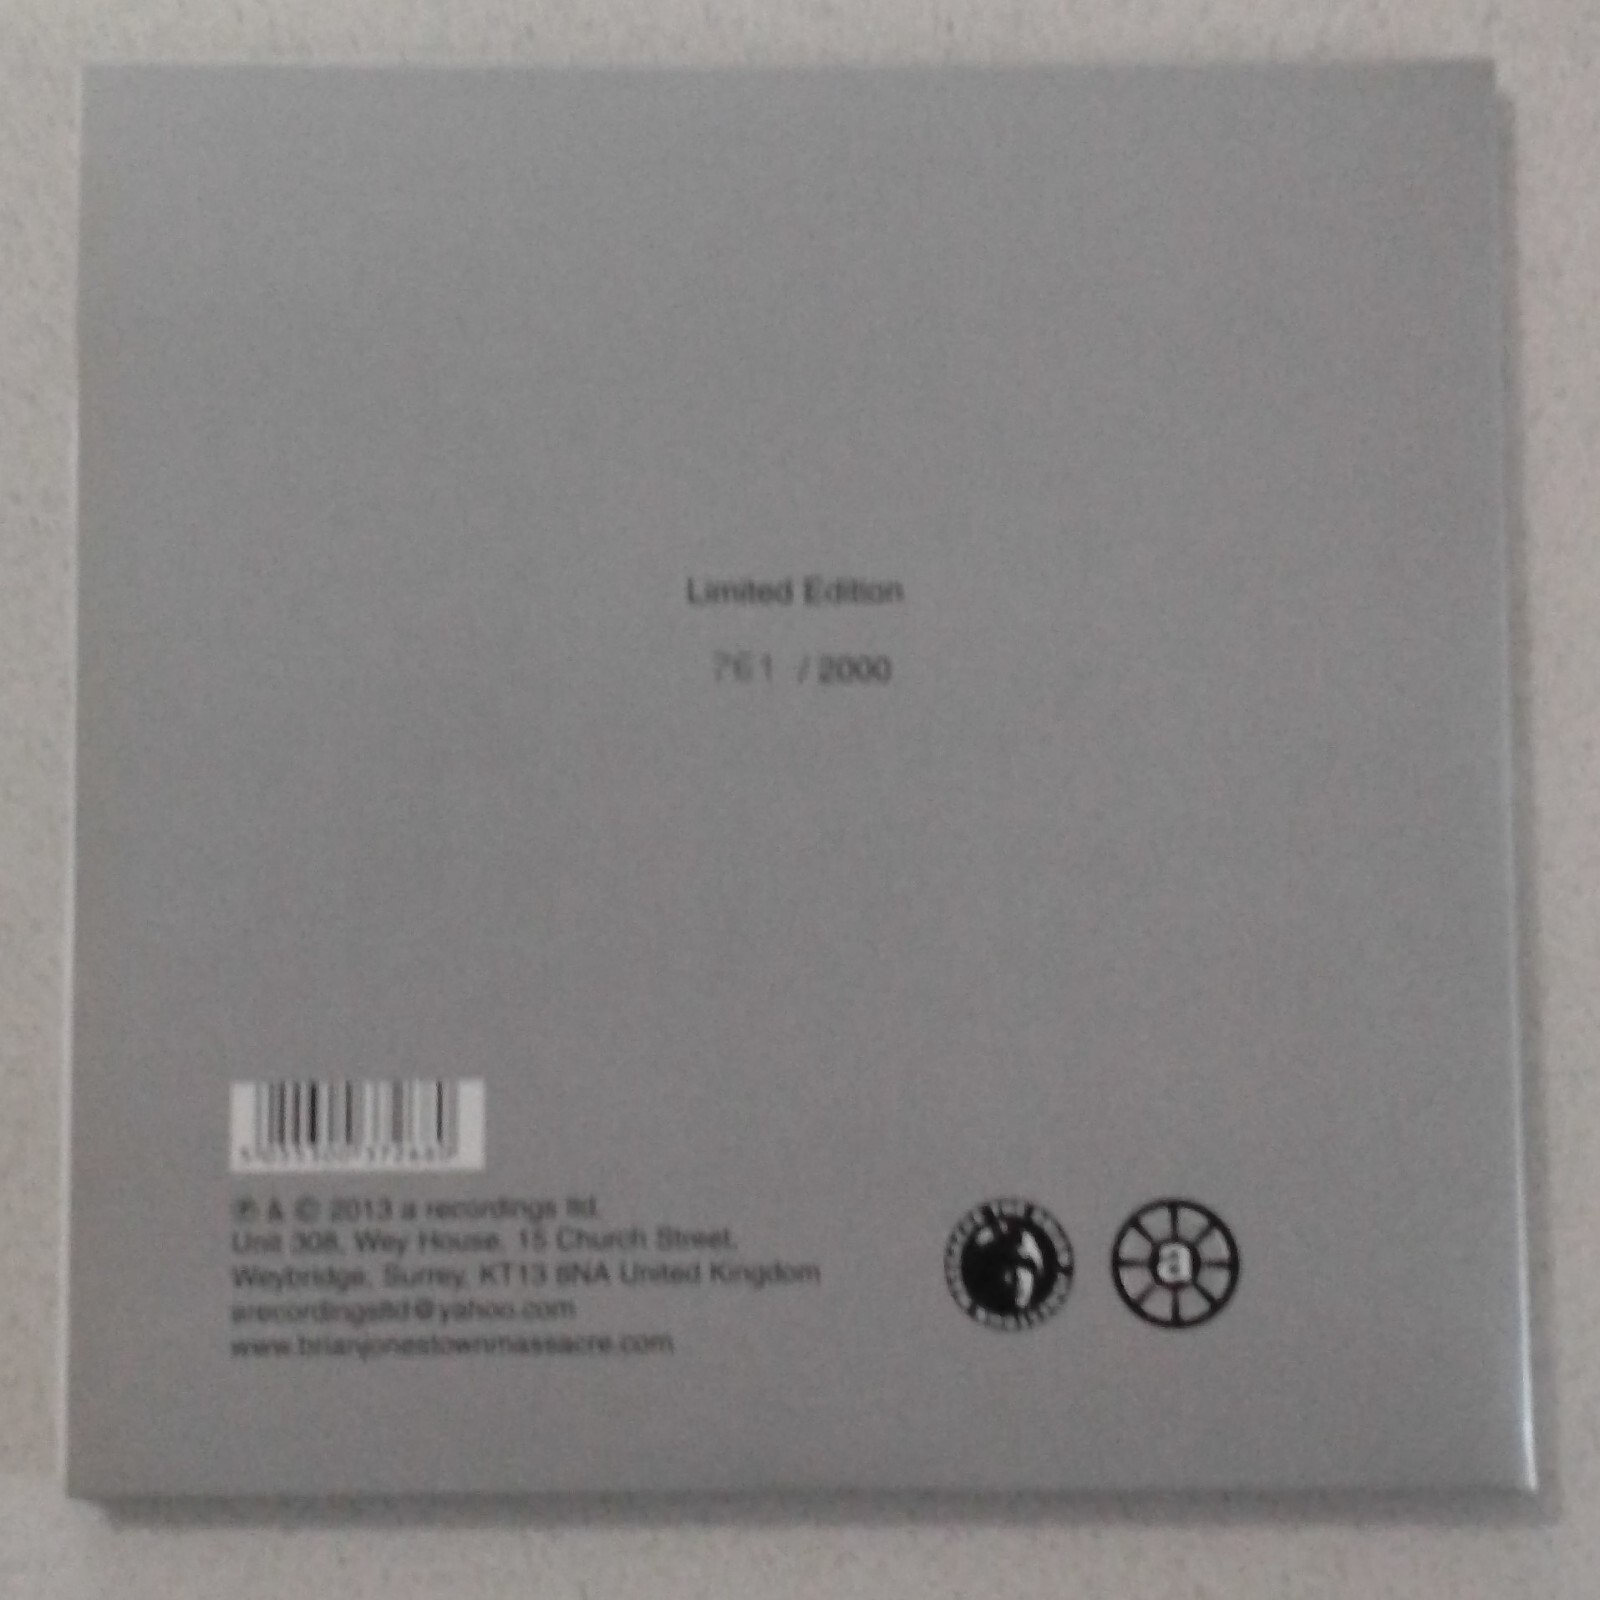 Limited Edition
761 / 2000
℗ & © 2013 a recordings ltd.
Unit 308, Wey House, 15 Church Street,
Weybridge, Surrey, KT13 8NA United Kingdom
arecordingsltd@yahoo.com
www.brianjonestownmassacre.com
a